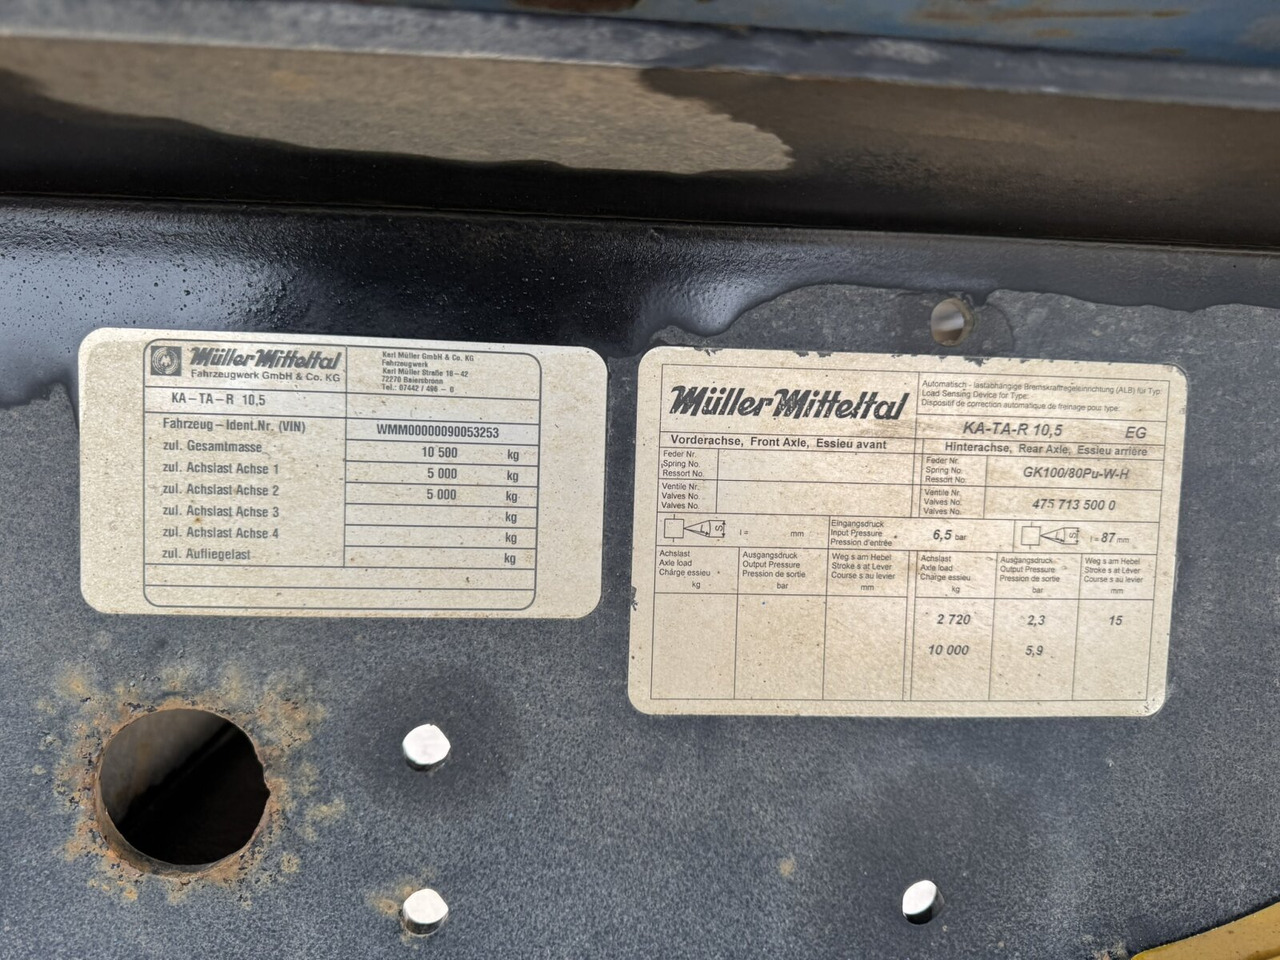 Müller Mitteltal
Fahrzeugwerk GmbH & Co. KG
Karl Müller GmbH & Co. KG
Fahrzeugwerk
Karl Müller Straße 16 – 42
72270 Baiersbronn
Tel.: 07442 / 496 – 0
KA–TA–R 10,5
Fahrzeug – Ident.Nr. (VIN) WMM00000090053253
zul. Gesamtmasse 10 500 kg
zul. Achslast Achse 1 5 000 kg
zul. Achslast Achse 2 5 000 kg
zul. Achslast Achse 3 kg
zul. Achslast Achse 4 kg
zul. Aufliegelast kg
Müller Mitteltal
Automatisch - lastabhängige Bremskraftregeleinrichtung (ALB) für Typ:
Load Sensing Device for Type:
Dispositif de correction automatique de freinage pour type:
KA-TA-R 10,5 EG
Vorderachse, Front Axle, Essieu avant
Hinterachse, Rear Axle, Essieu arrière
Feder Nr.
Spring No.
Ressort No.
Feder Nr.
Spring No.
Ressort No.
GK100/80Pu-W-H
Ventile Nr.
Valves No.
Valves No.
Ventile Nr.
Valves No.
Valves No.
475 713 500 0
L S l = mm
Eingangsdruck
Input Pressure
Pression d'entrée
6,5 bar
L S l = 87 mm
Achslast
Axle load
Charge essieu
kg
Ausgangsdruck
Output Pressure
Pression de sortie
bar
Weg s am Hebel
Stroke s at Lever
Course s au levier
mm
Achslast
Axle load
Charge essieu
kg
Ausgangsdruck
Output Pressure
Pression de sortie
bar
Weg s am Hebel
Stroke s at Lever
Course s au levier
mm
2 720 2,3 15
10 000 5,9